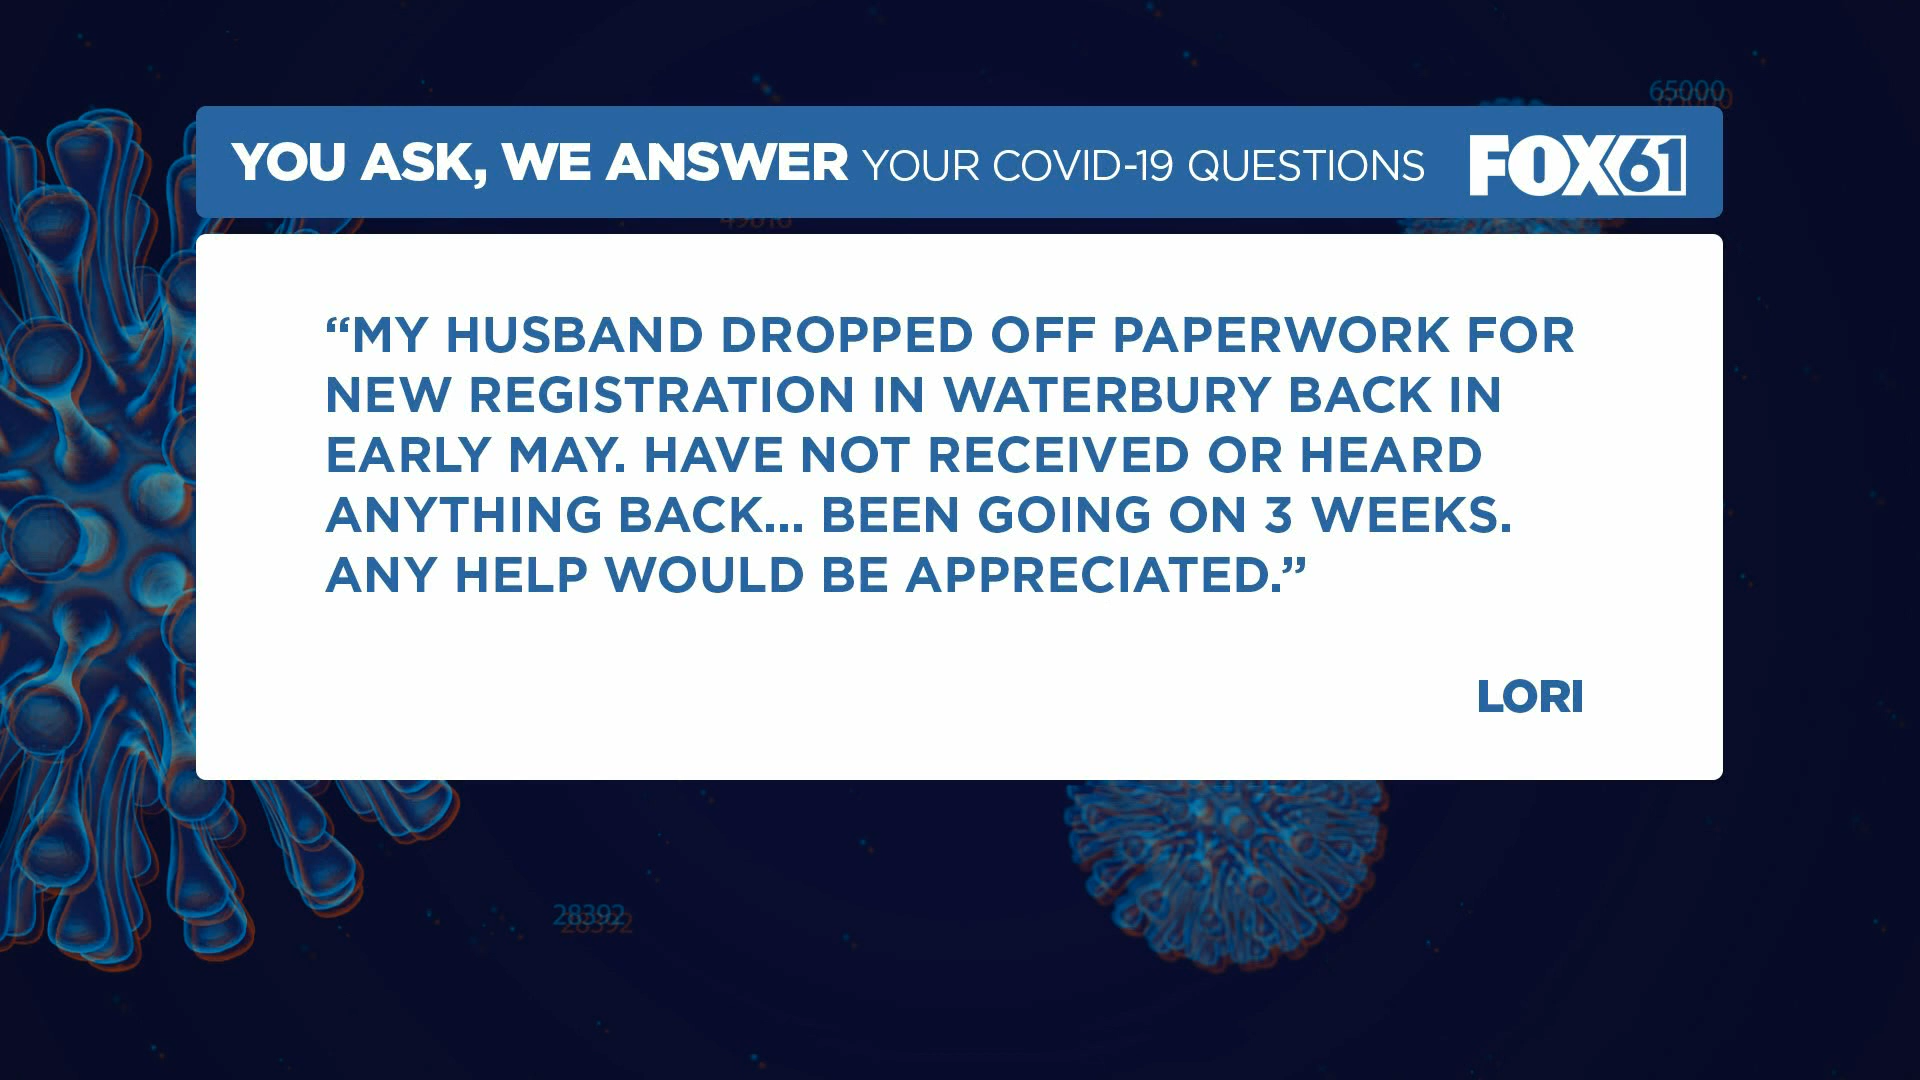 65000
YOU ASK, WE ANSWER YOUR COVID-19 QUESTIONS FOX61
“MY HUSBAND DROPPED OFF PAPERWORK FOR
NEW REGISTRATION IN WATERBURY BACK IN
EARLY MAY. HAVE NOT RECEIVED OR HEARD
ANYTHING BACK... BEEN GOING ON 3 WEEKS.
ANY HELP WOULD BE APPRECIATED.”
LORI
28392